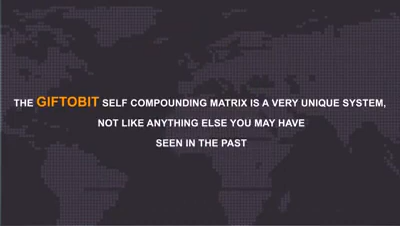 THE GIFTOBIT SELF COMPOUNDING MATRIX IS A VERY UNIQUE SYSTEM,
NOT LIKE ANYTHING ELSE YOU MAY HAVE
SEEN IN THE PAST